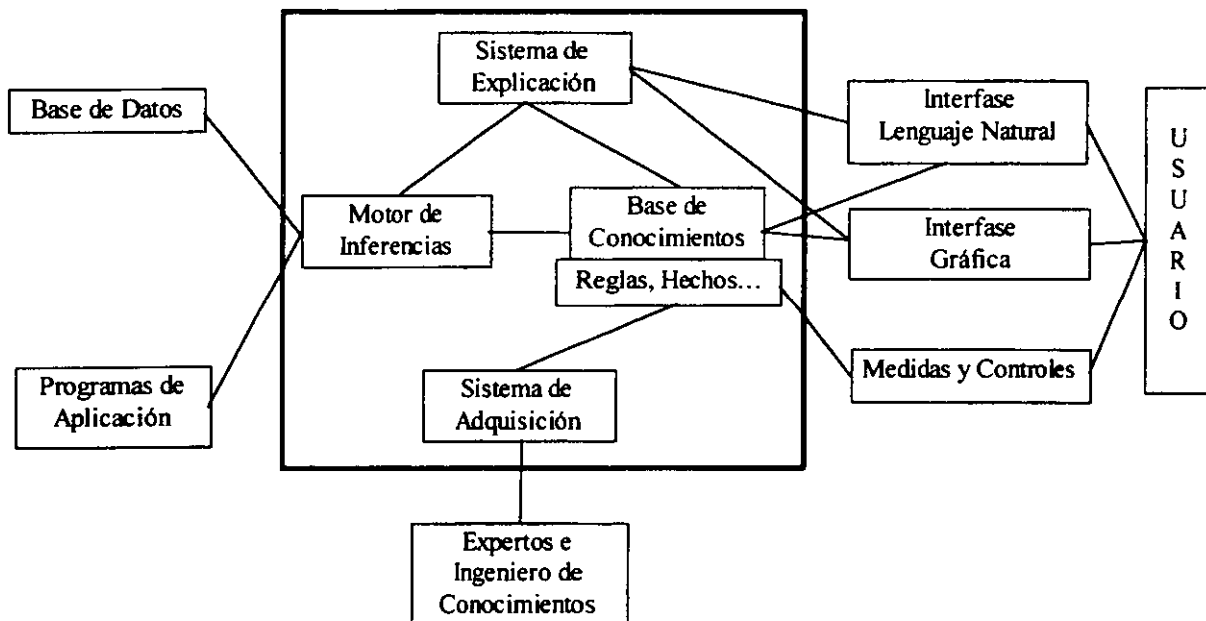 Sistema de
Explicación
Base de Datos
Interfase
Lenguaje Natural
USUARIO
Motor de
Inferencias
Base de
Conocimientos
Reglas, Hechos...
Interfase
Gráfica
Programas de
Aplicación
Sistema de
Adquisición
Medidas y Controles
Expertos e
Ingeniero de
Conocimientos